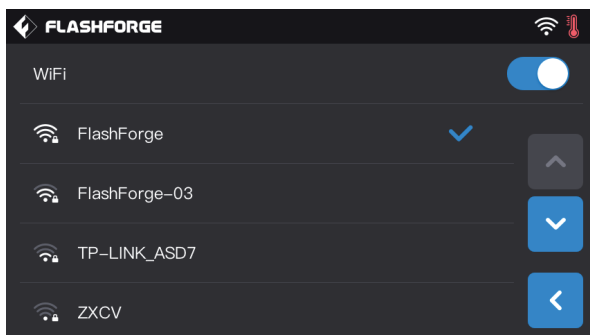 FLASHFORGE
WiFi
FlashForge
FlashForge-03
TP-LINK_ASD7
ZXCV